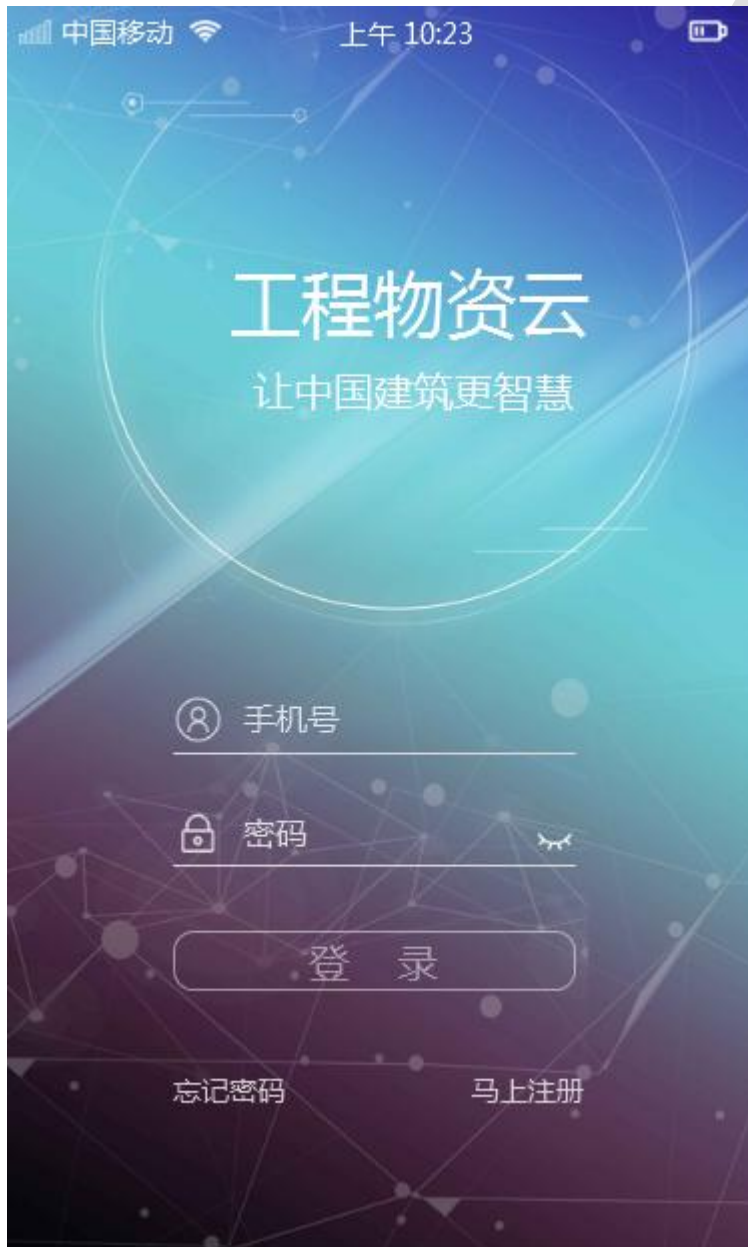 中国移动 上午 10:23
工程物资云
让中国建筑更智慧
手机号
密码
登 录
忘记密码 马上注册